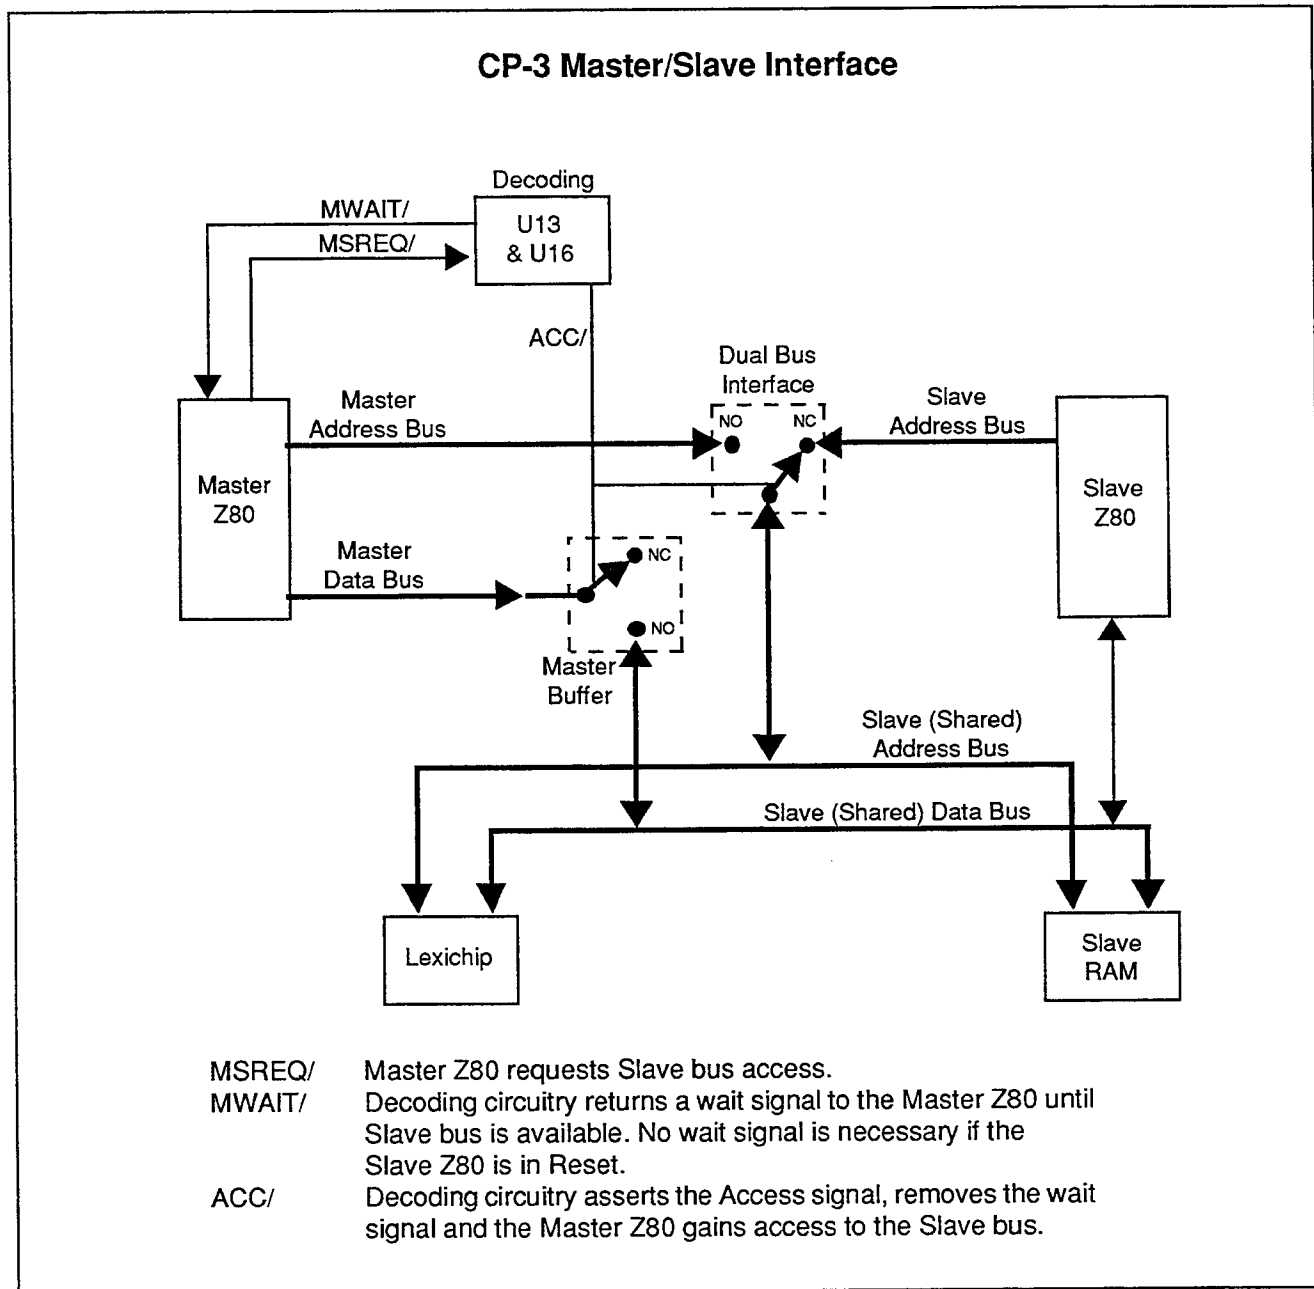 CP-3 Master/Slave Interface
Decoding
MWAIT/
U13
& U16
MSREQ/
ACC/
Dual Bus
Interface
Master
Address Bus
NO
NC
Slave
Address Bus
Master
Z80
Slave
Z80
Master
Data Bus
NC
NO
Master
Buffer
Slave (Shared)
Address Bus
Slave (Shared) Data Bus
Lexichip
Slave
RAM
MSREQ/ Master Z80 requests Slave bus access.
MWAIT/ Decoding circuitry returns a wait signal to the Master Z80 until
Slave bus is available. No wait signal is necessary if the
Slave Z80 is in Reset.
ACC/ Decoding circuitry asserts the Access signal, removes the wait
signal and the Master Z80 gains access to the Slave bus.